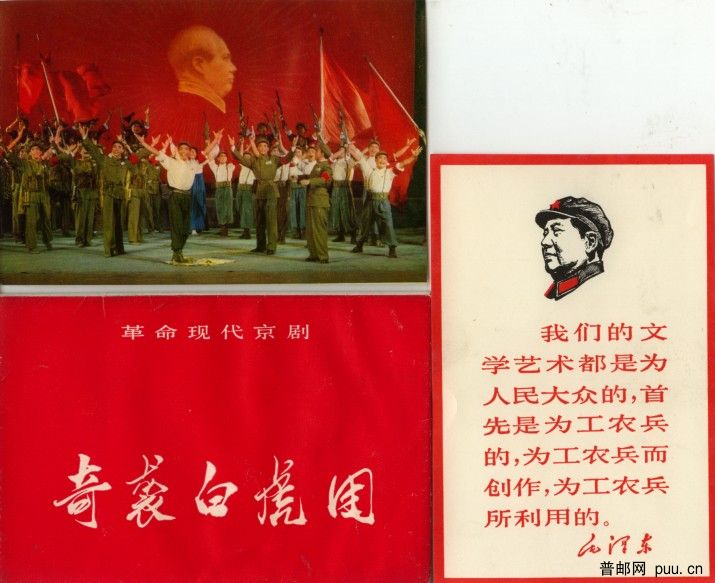 革命现代京剧
奇袭白虎团
我们的文
学艺术都是为
人民大众的，首
先是为工农兵
的，为工农兵而
创作，为工农兵
所利用的。
毛泽东
普邮网 puu.cn